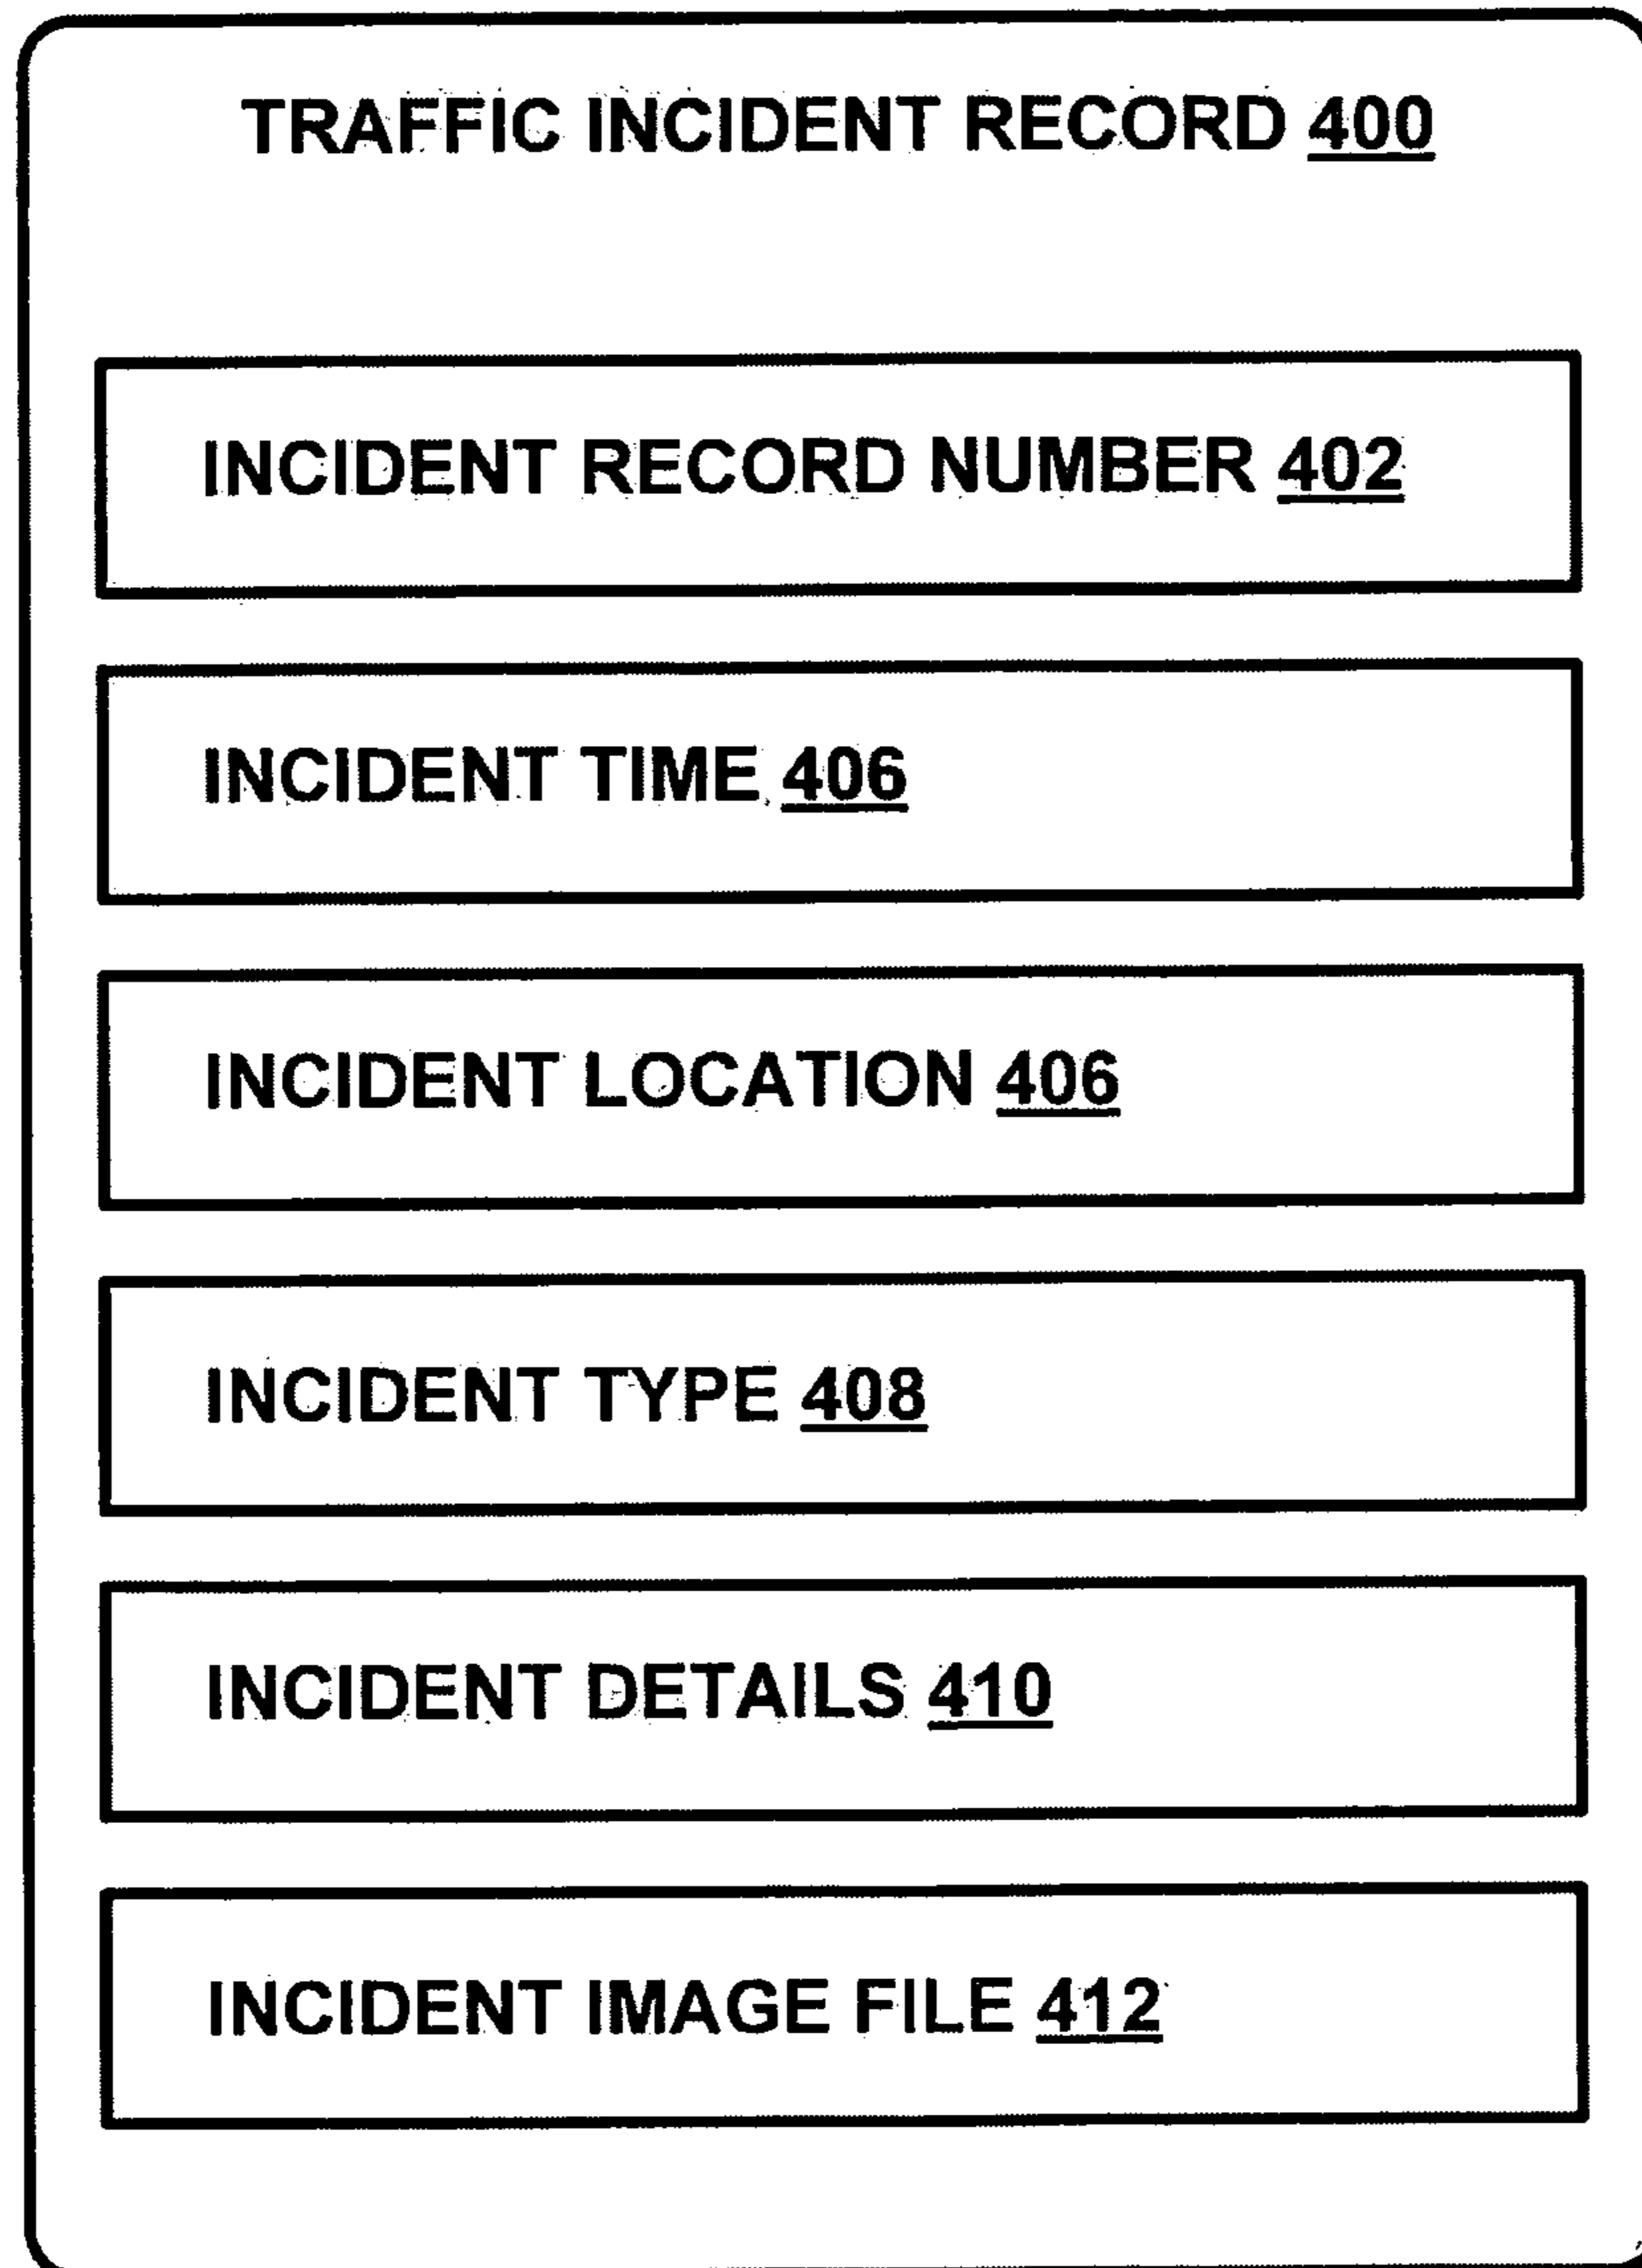 TRAFFIC INCIDENT RECORD 400
INCIDENT RECORD NUMBER 402
INCIDENT TIME 406
INCIDENT LOCATION 406
INCIDENT TYPE 408
INCIDENT DETAILS 410
INCIDENT IMAGE FILE 412